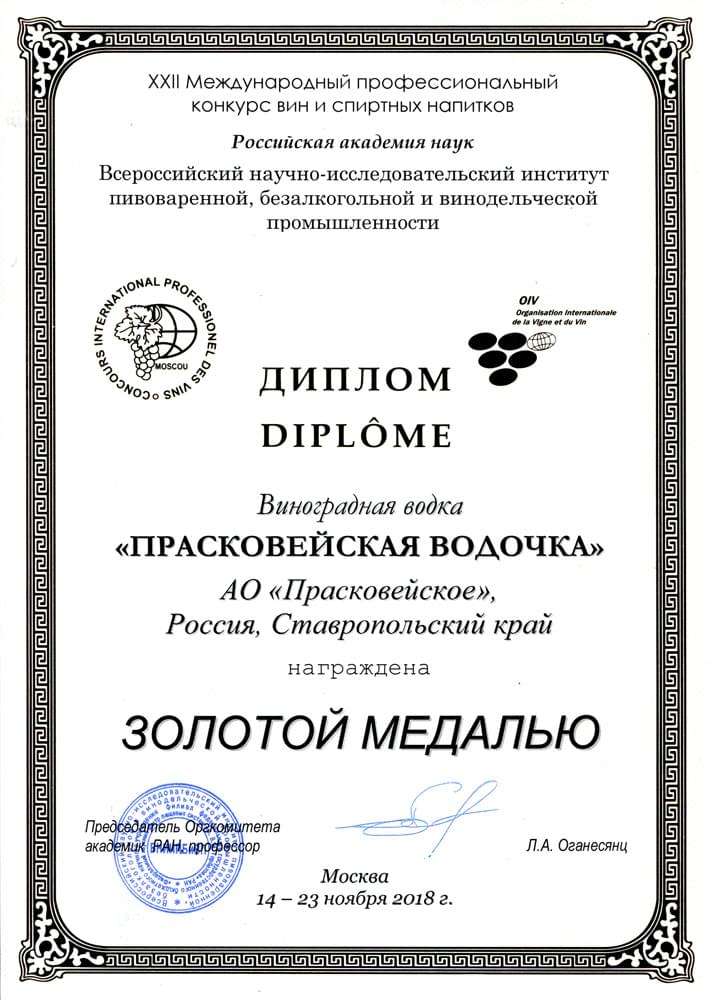 XXII Международный профессиональный
конкурс вин и спиртных напитков
Российская академия наук
Всероссийский научно-исследовательский институт
пивоваренной, безалкогольной и винодельческой
промышленности
CONCOURS INTERNATIONAL PROFESSIONEL DES VINS
MOSCOU
OIV
Organisation Internationale
de la Vigne et du Vin
ДИПЛОМ
DIPLÔME
Виноградная водка
«ПРАСКОВЕЙСКАЯ ВОДОЧКА»
АО «Прасковейское»,
Россия, Ставропольский край
награждена
ЗОЛОТОЙ МЕДАЛЬЮ
Председатель Оргкомитета
академик РАН, профессор
Л.А. Оганесянц
Москва
14 – 23 ноября 2018 г.